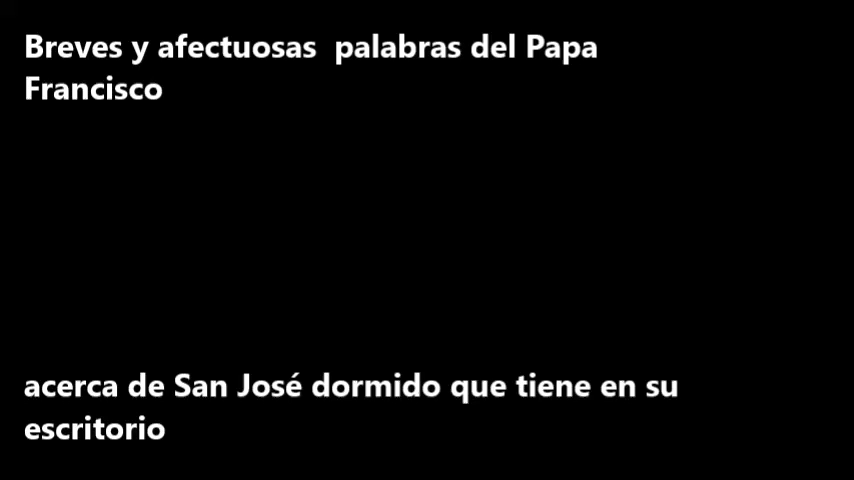 Breves y afectuosas  palabras del Papa
Francisco
acerca de San José dormido que tiene en su
escritorio